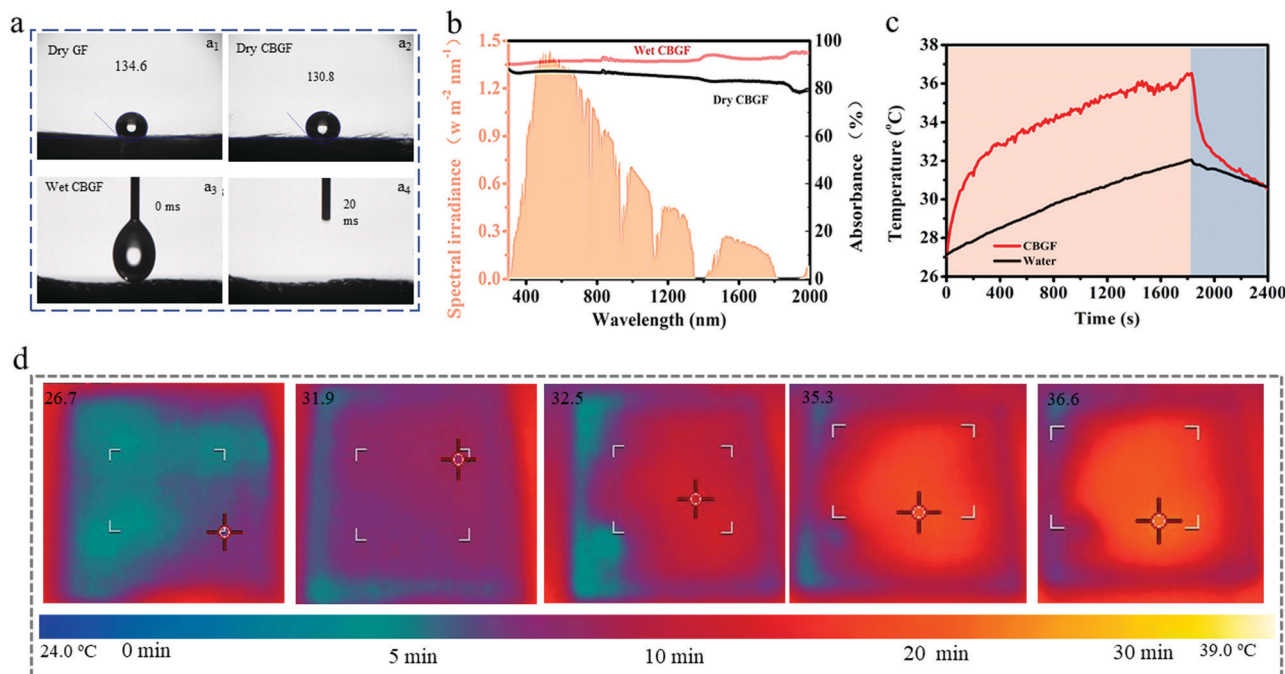 a
Dry GF
a1
134.6
Dry CBGF
a2
130.8
Wet CBGF
a3
0 ms
a4
20
ms
b
Spectral irradiance (w m-2 nm-1)
1.5
1.2
0.9
0.6
0.3
0.0
Wet CBGF
Dry CBGF
100
80
60
40
20
0
Absorbance (%)
400 800 1200 1600 2000
Wavelength (nm)
c
Temperature (oC)
38
36
34
32
30
28
26
CBGF
Water
0 400 800 1200 1600 2000 2400
Time (s)
d
26.7
31.9
32.5
35.3
36.6
24.0 oC 0 min 5 min 10 min 20 min 30 min 39.0 oC